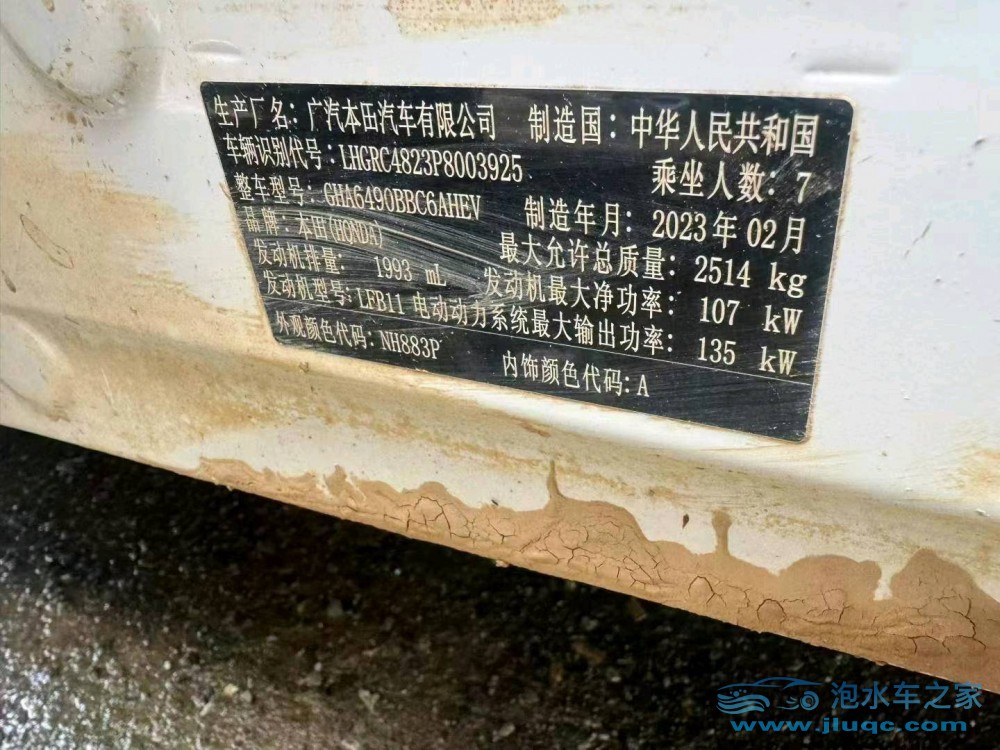 生产厂名：广汽本田汽车有限公司 制造国：中华人民共和国
车辆识别代号：LHGRC4823P8003925 乘坐人数：7
整车型号：GHA6490BBC6AHEV 制造年月：2023年02月
品牌：本田(HONDA) 最大允许总质量：2514 kg
发动机排量：1993 mL 发动机最大净功率：107 kW
发动机型号：LFB11 电动动力系统最大输出功率：135 kW
外观颜色代码：NH883P 内饰颜色代码：A
泡水车之家
www.jluqc.com